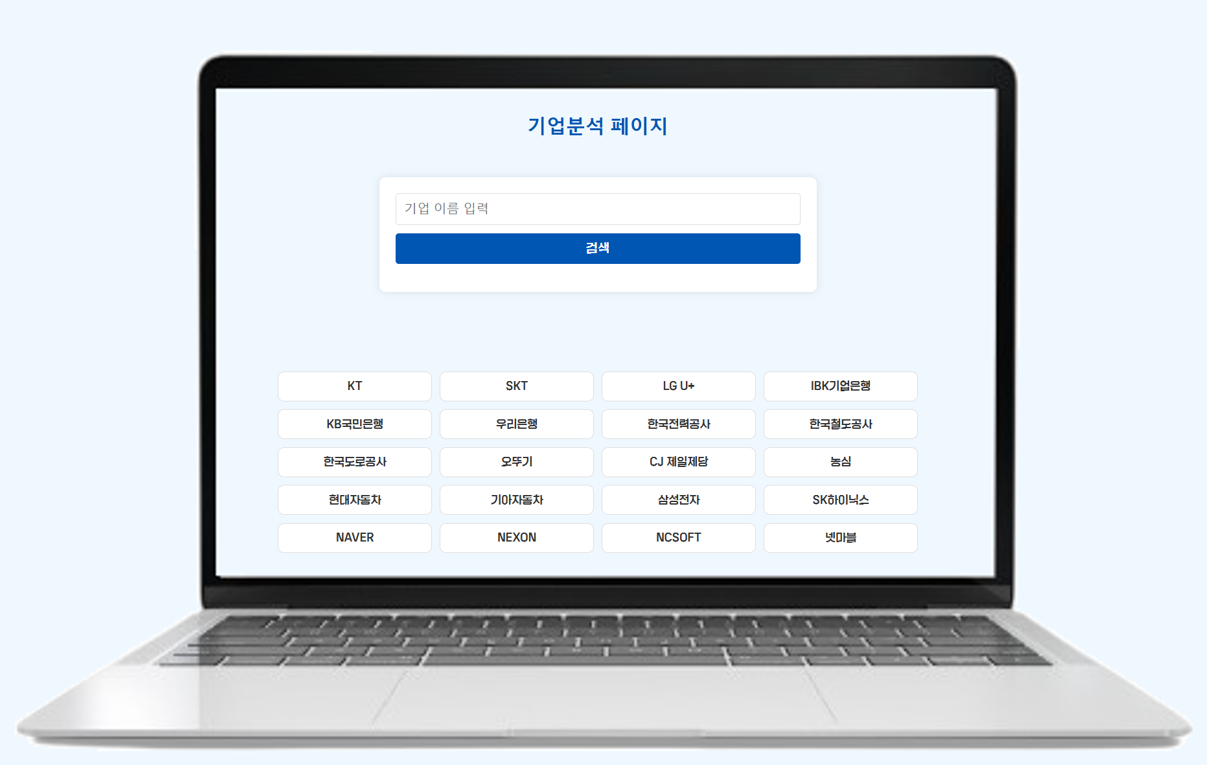 기업분석 페이지
기업 이름 입력
검색
KT SKT LG U+ IBK기업은행
KB국민은행 우리은행 한국전력공사 한국철도공사
한국도로공사 오뚜기 CJ 제일제당 농심
현대자동차 기아자동차 삼성전자 SK하이닉스
NAVER NEXON NCSOFT 넷마블